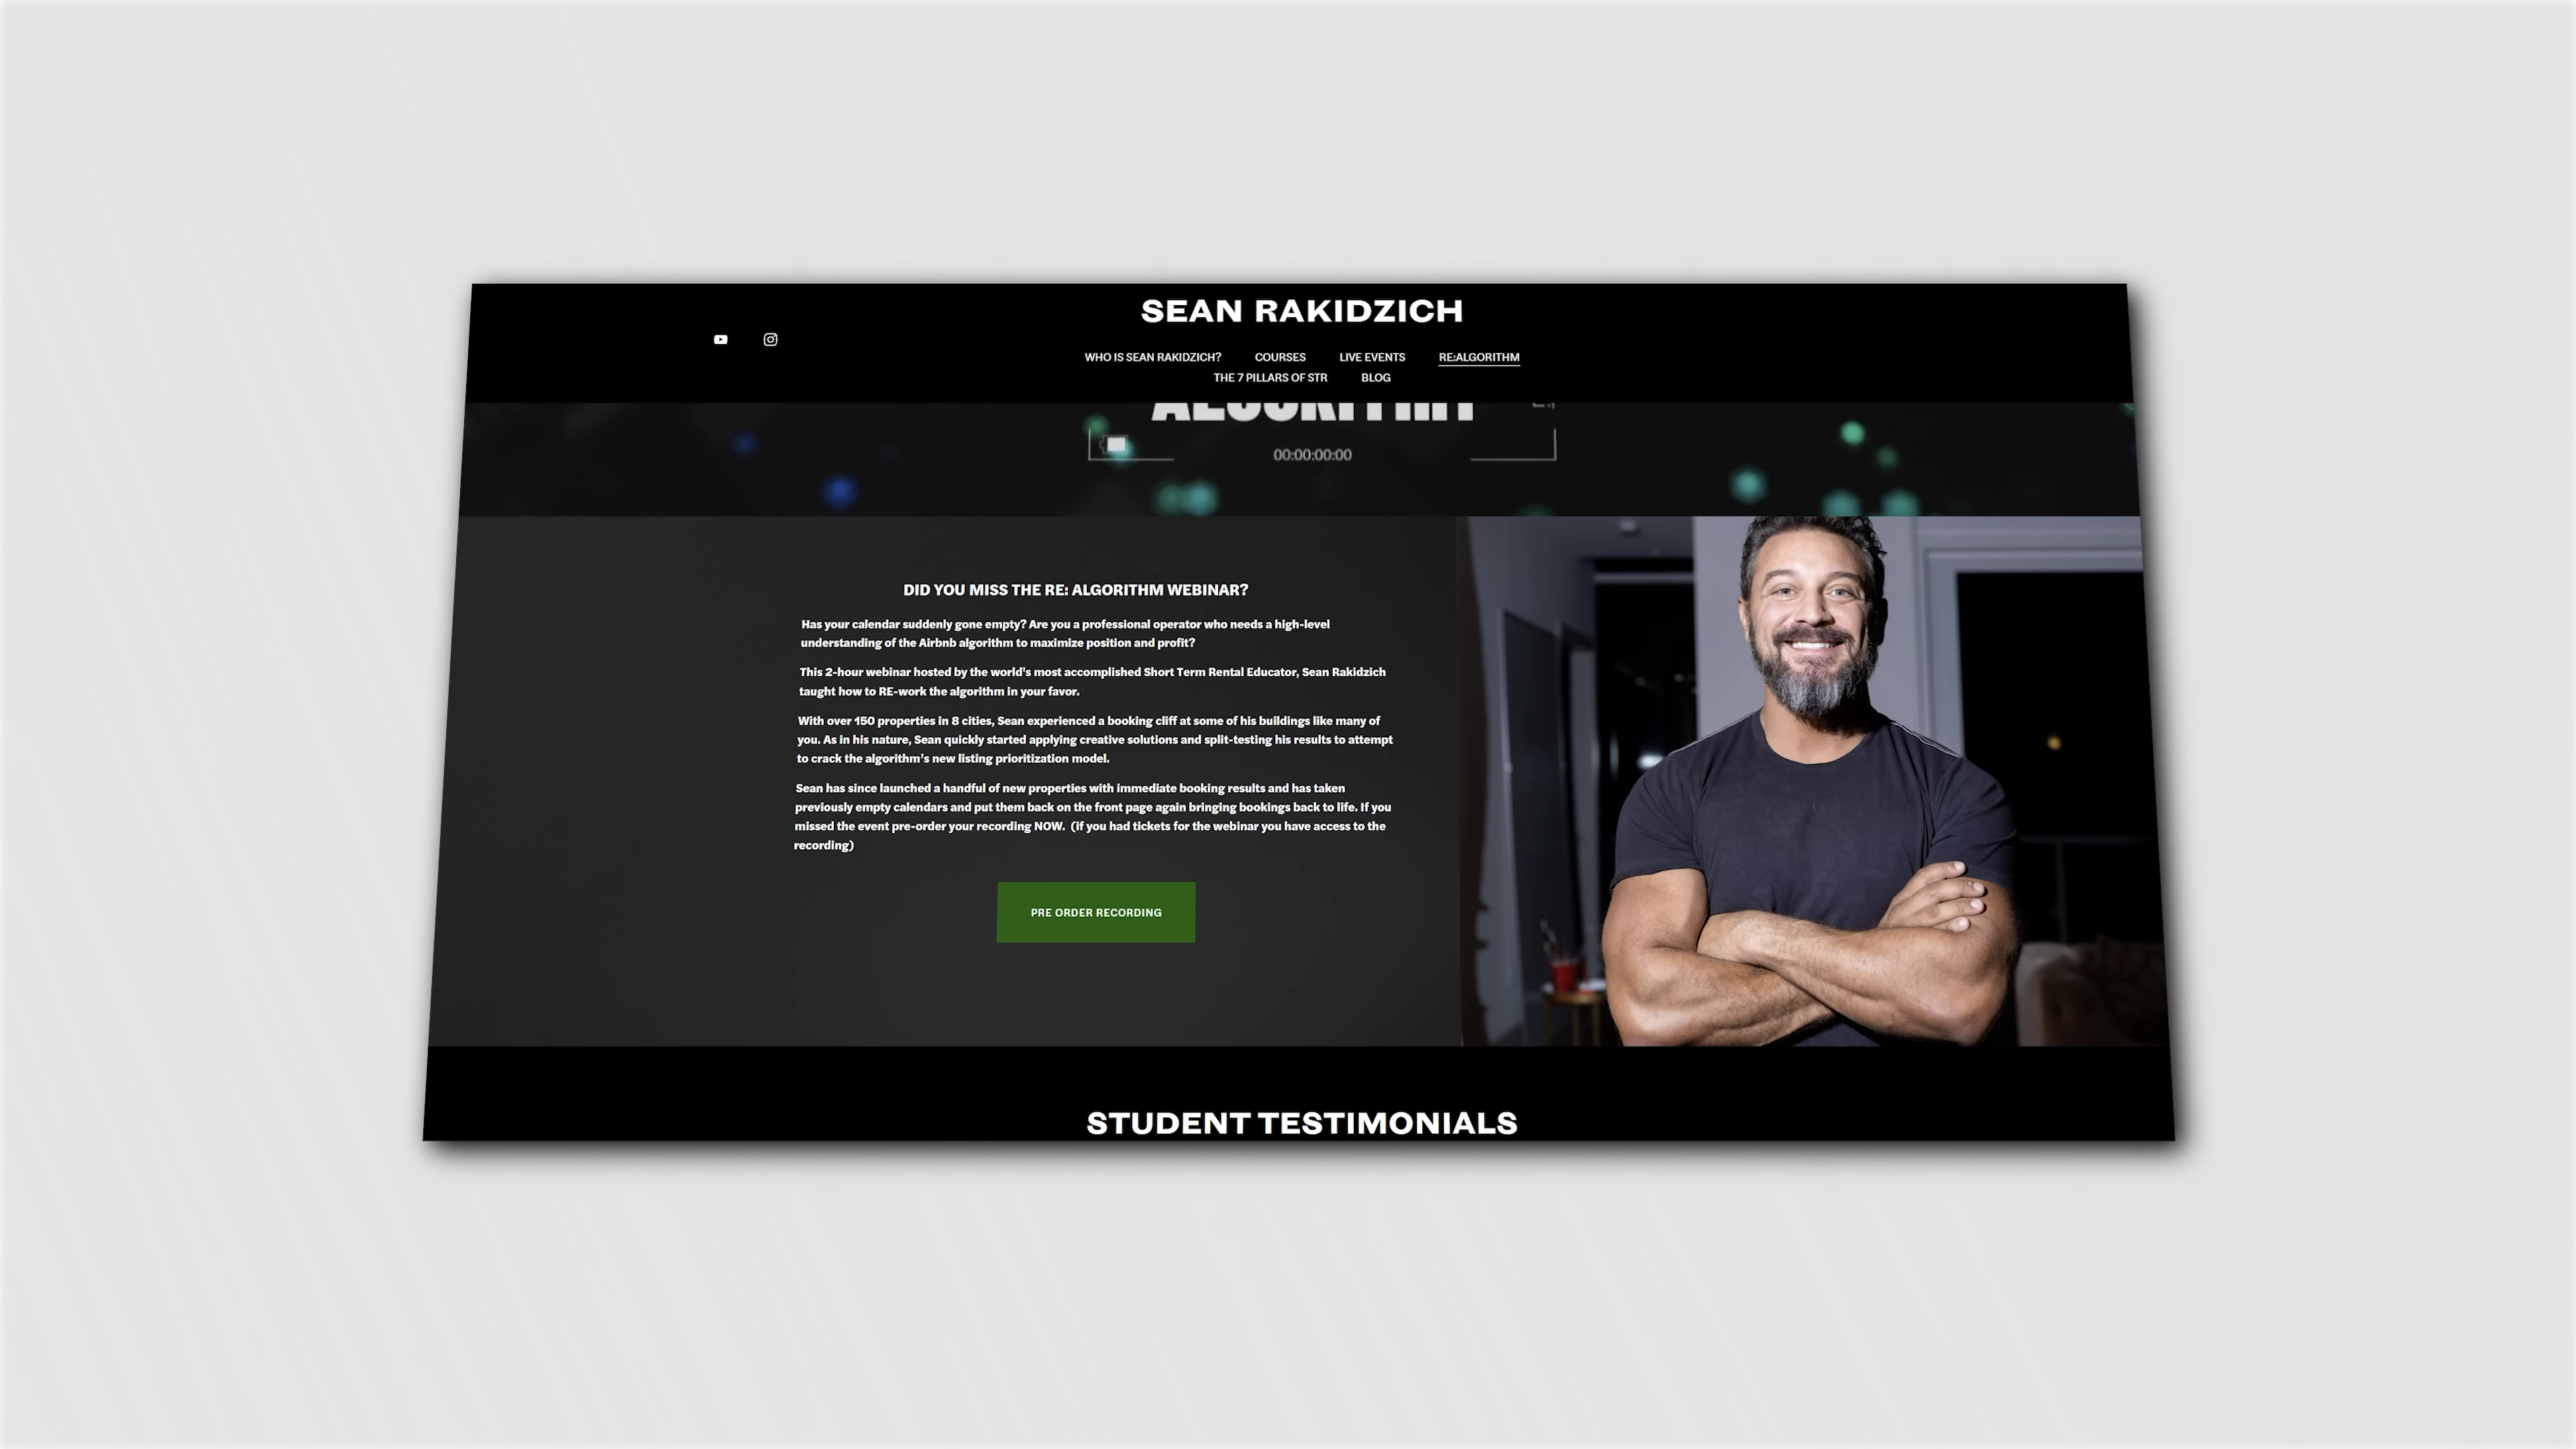 SEAN RAKIDZICH
WHO IS SEAN RAKIDZICH? COURSES LIVE EVENTS RE:ALGORITHM
THE 7 PILLARS OF STR BLOG
ALGORITHM
00:00:00:00
DID YOU MISS THE RE: ALGORITHM WEBINAR?
Has your calendar suddenly gone empty? Are you a professional operator who needs a high-level
understanding of the Airbnb algorithm to maximize position and profit?
This 2-hour webinar hosted by the world's most accomplished Short Term Rental Educator, Sean Rakidzich
taught how to RE-work the algorithm in your favor.
With over 150 properties in 8 cities, Sean experienced a booking cliff at some of his buildings like many of
you. As in his nature, Sean quickly started applying creative solutions and split-testing his results to attempt
to crack the algorithm's new listing prioritization model.
Sean has since launched a handful of new properties with immediate booking results and has taken
previously empty calendars and put them back on the front page again bringing bookings back to life. If you
missed the event pre-order your recording NOW. (if you had tickets for the webinar you have access to the
recording)
PRE ORDER RECORDING
STUDENT TESTIMONIALS